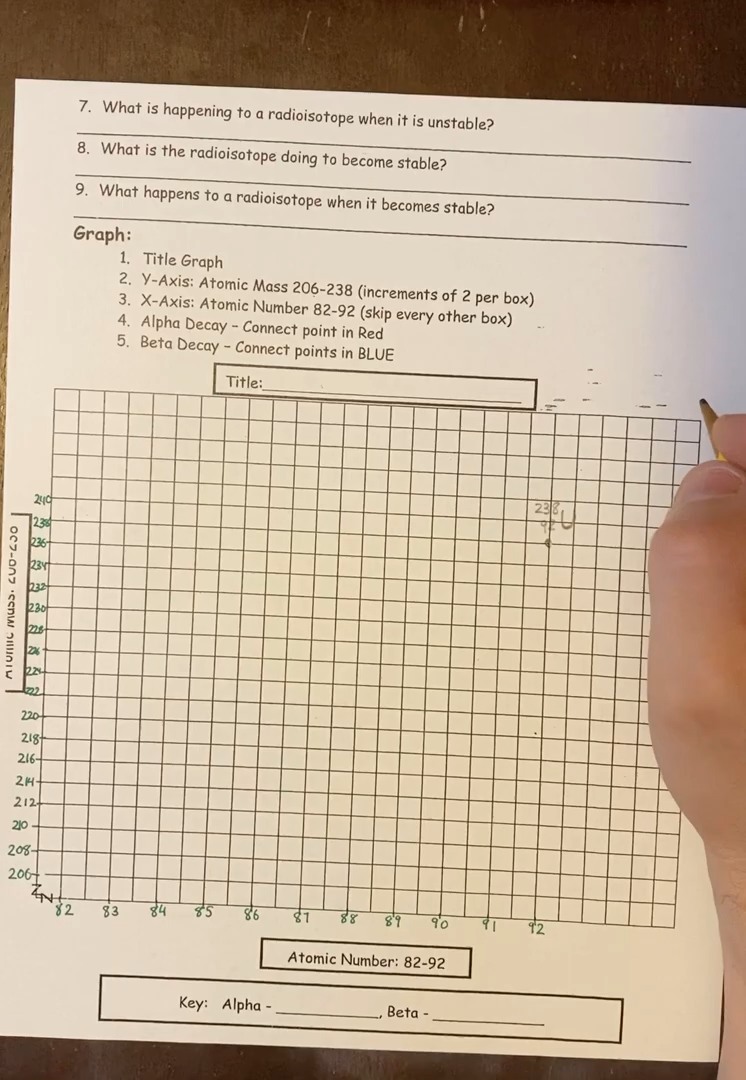 7. What is happening to a radioisotope when it is unstable?
8. What is the radioisotope doing to become stable?
9. What happens to a radioisotope when it becomes stable?
Graph:
1. Title Graph
2. Y-Axis: Atomic Mass 206-238 (increments of 2 per box)
3. X-Axis: Atomic Number 82-92 (skip every other box)
4. Alpha Decay - Connect point in Red
5. Beta Decay - Connect points in BLUE
Title:
240
238
236
234
232
230
228
226
224
222
220
218
216
214
212
210
208
206
Atomic Mass: 206-238
238
92 U
82 83 84 85 86 87 88 89 90 91 92
Atomic Number: 82-92
Key: Alpha - , Beta -